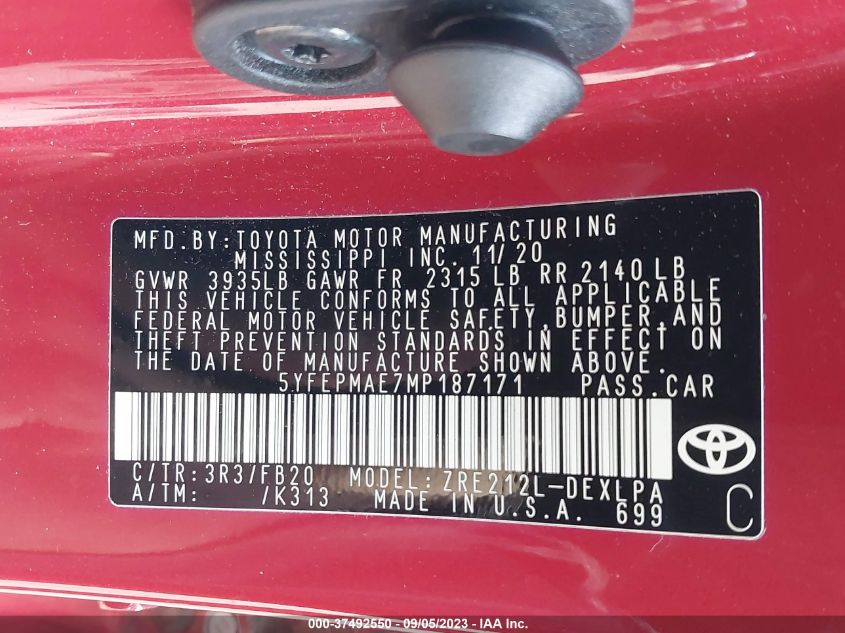 MFD.BY:TOYOTA MOTOR MANUFACTURING
MISSISSIPPI INC. 11/20
GVWR 3935LB GAWR FR 2315 LB RR 2140 LB
THIS VEHICLE CONFORMS TO ALL APPLICABLE
FEDERAL MOTOR VEHICLE SAFETY, BUMPER, AND
THEFT PREVENTION STANDARDS IN EFFECT ON
THE DATE OF MANUFACTURE SHOWN ABOVE.
5YFEPMAE7MP187171 PASS.CAR
C/TR:3R3/FB20 MODEL:ZRE212L-DEXLPA
A/TM: /K313 MADE IN U.S.A. 699
C
000-37492550 - 09/05/2023 - IAA Inc.